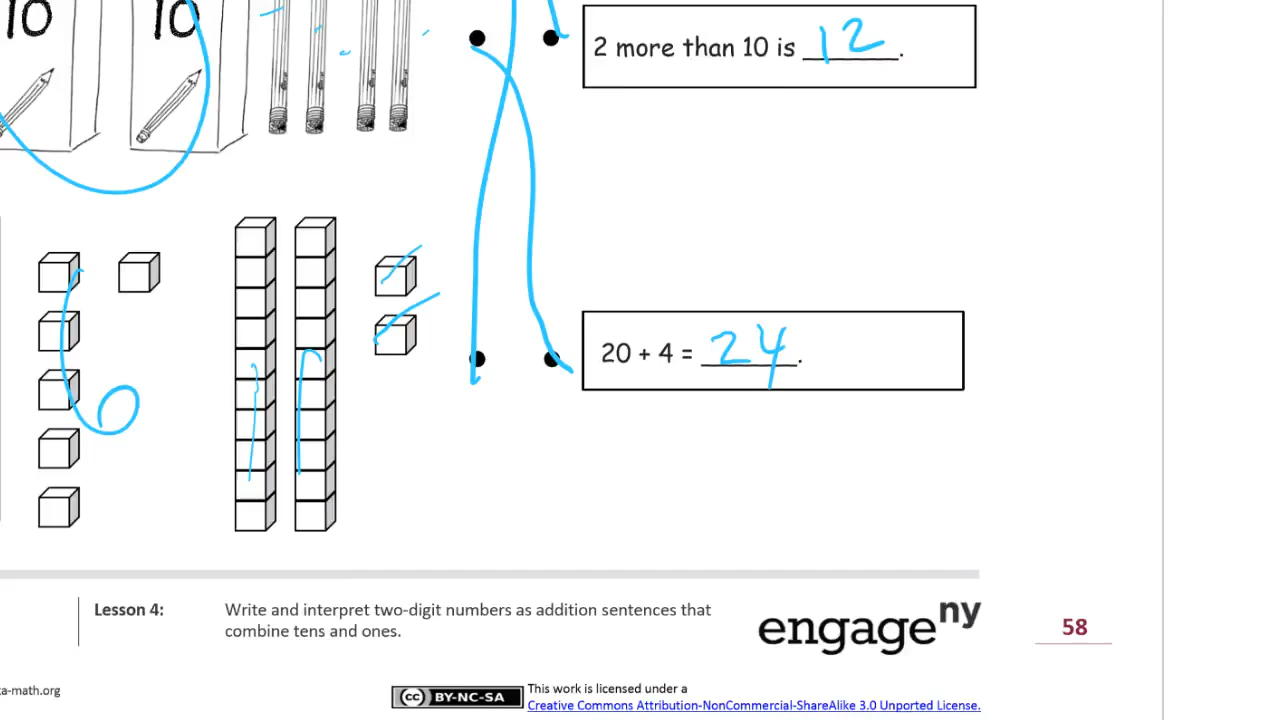 10 10
2 more than 10 is 12.
6
20 + 4 = 24.
Lesson 4: Write and interpret two-digit numbers as addition sentences that
combine tens and ones.
engage ny
58
a-math.org
cc BY-NC-SA
This work is licensed under a
Creative Commons Attribution-NonCommercial-ShareAlike 3.0 Unported License.